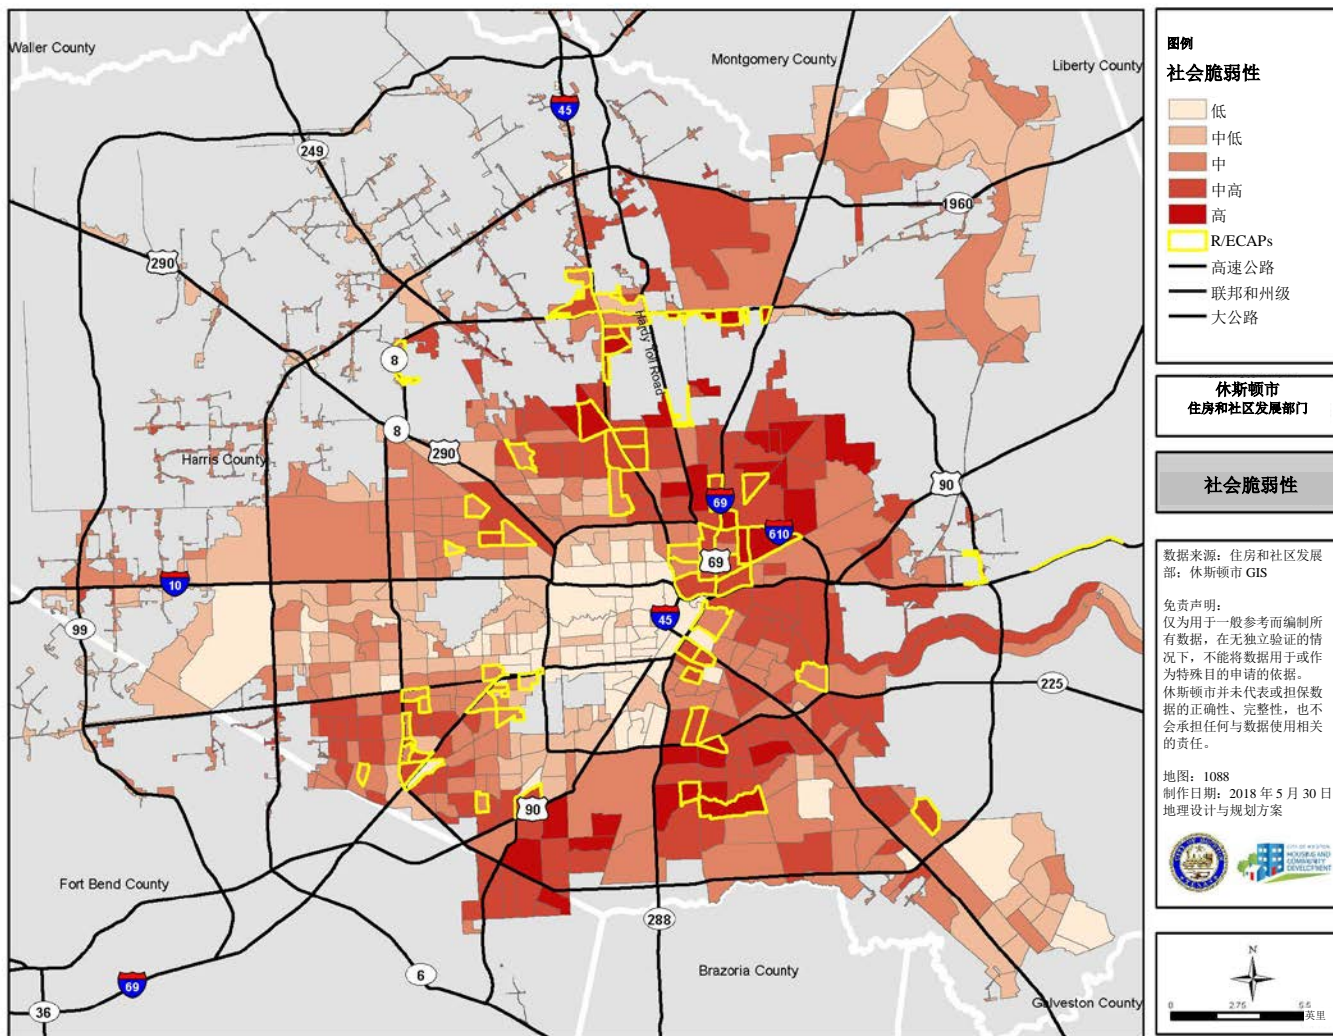 Waller County
Montgomery County
Liberty County
45
249
1960
290
Hardy Toll Road
8
8
290
Harris County
90
69
610
69
10
45
99
225
90
Fort Bend County
288
6
Brazoria County
69
36
Galveston County
图例
社会脆弱性
低
中低
中
中高
高
R/ECAPs
高速公路
联邦和州级
大公路
休斯顿市
住房和社区发展部门
社会脆弱性
数据来源：住房和社区发展
部；休斯顿市 GIS
免责声明：
仅为用于一般参考而编制所
有数据，在无独立验证的情
况下，不能将数据用于或作
为特殊目的申请的依据。
休斯顿市并未代表或担保数
据的正确性、完整性，也不
会承担任何与数据使用相关
的责任。
地图：1088
制作日期：2018 年 5 月 30 日
地理设计与规划方案
CITY OF HOUSTON
HOUSING AND
COMMUNITY
DEVELOPMENT
N
0 2.75 5.5
英里